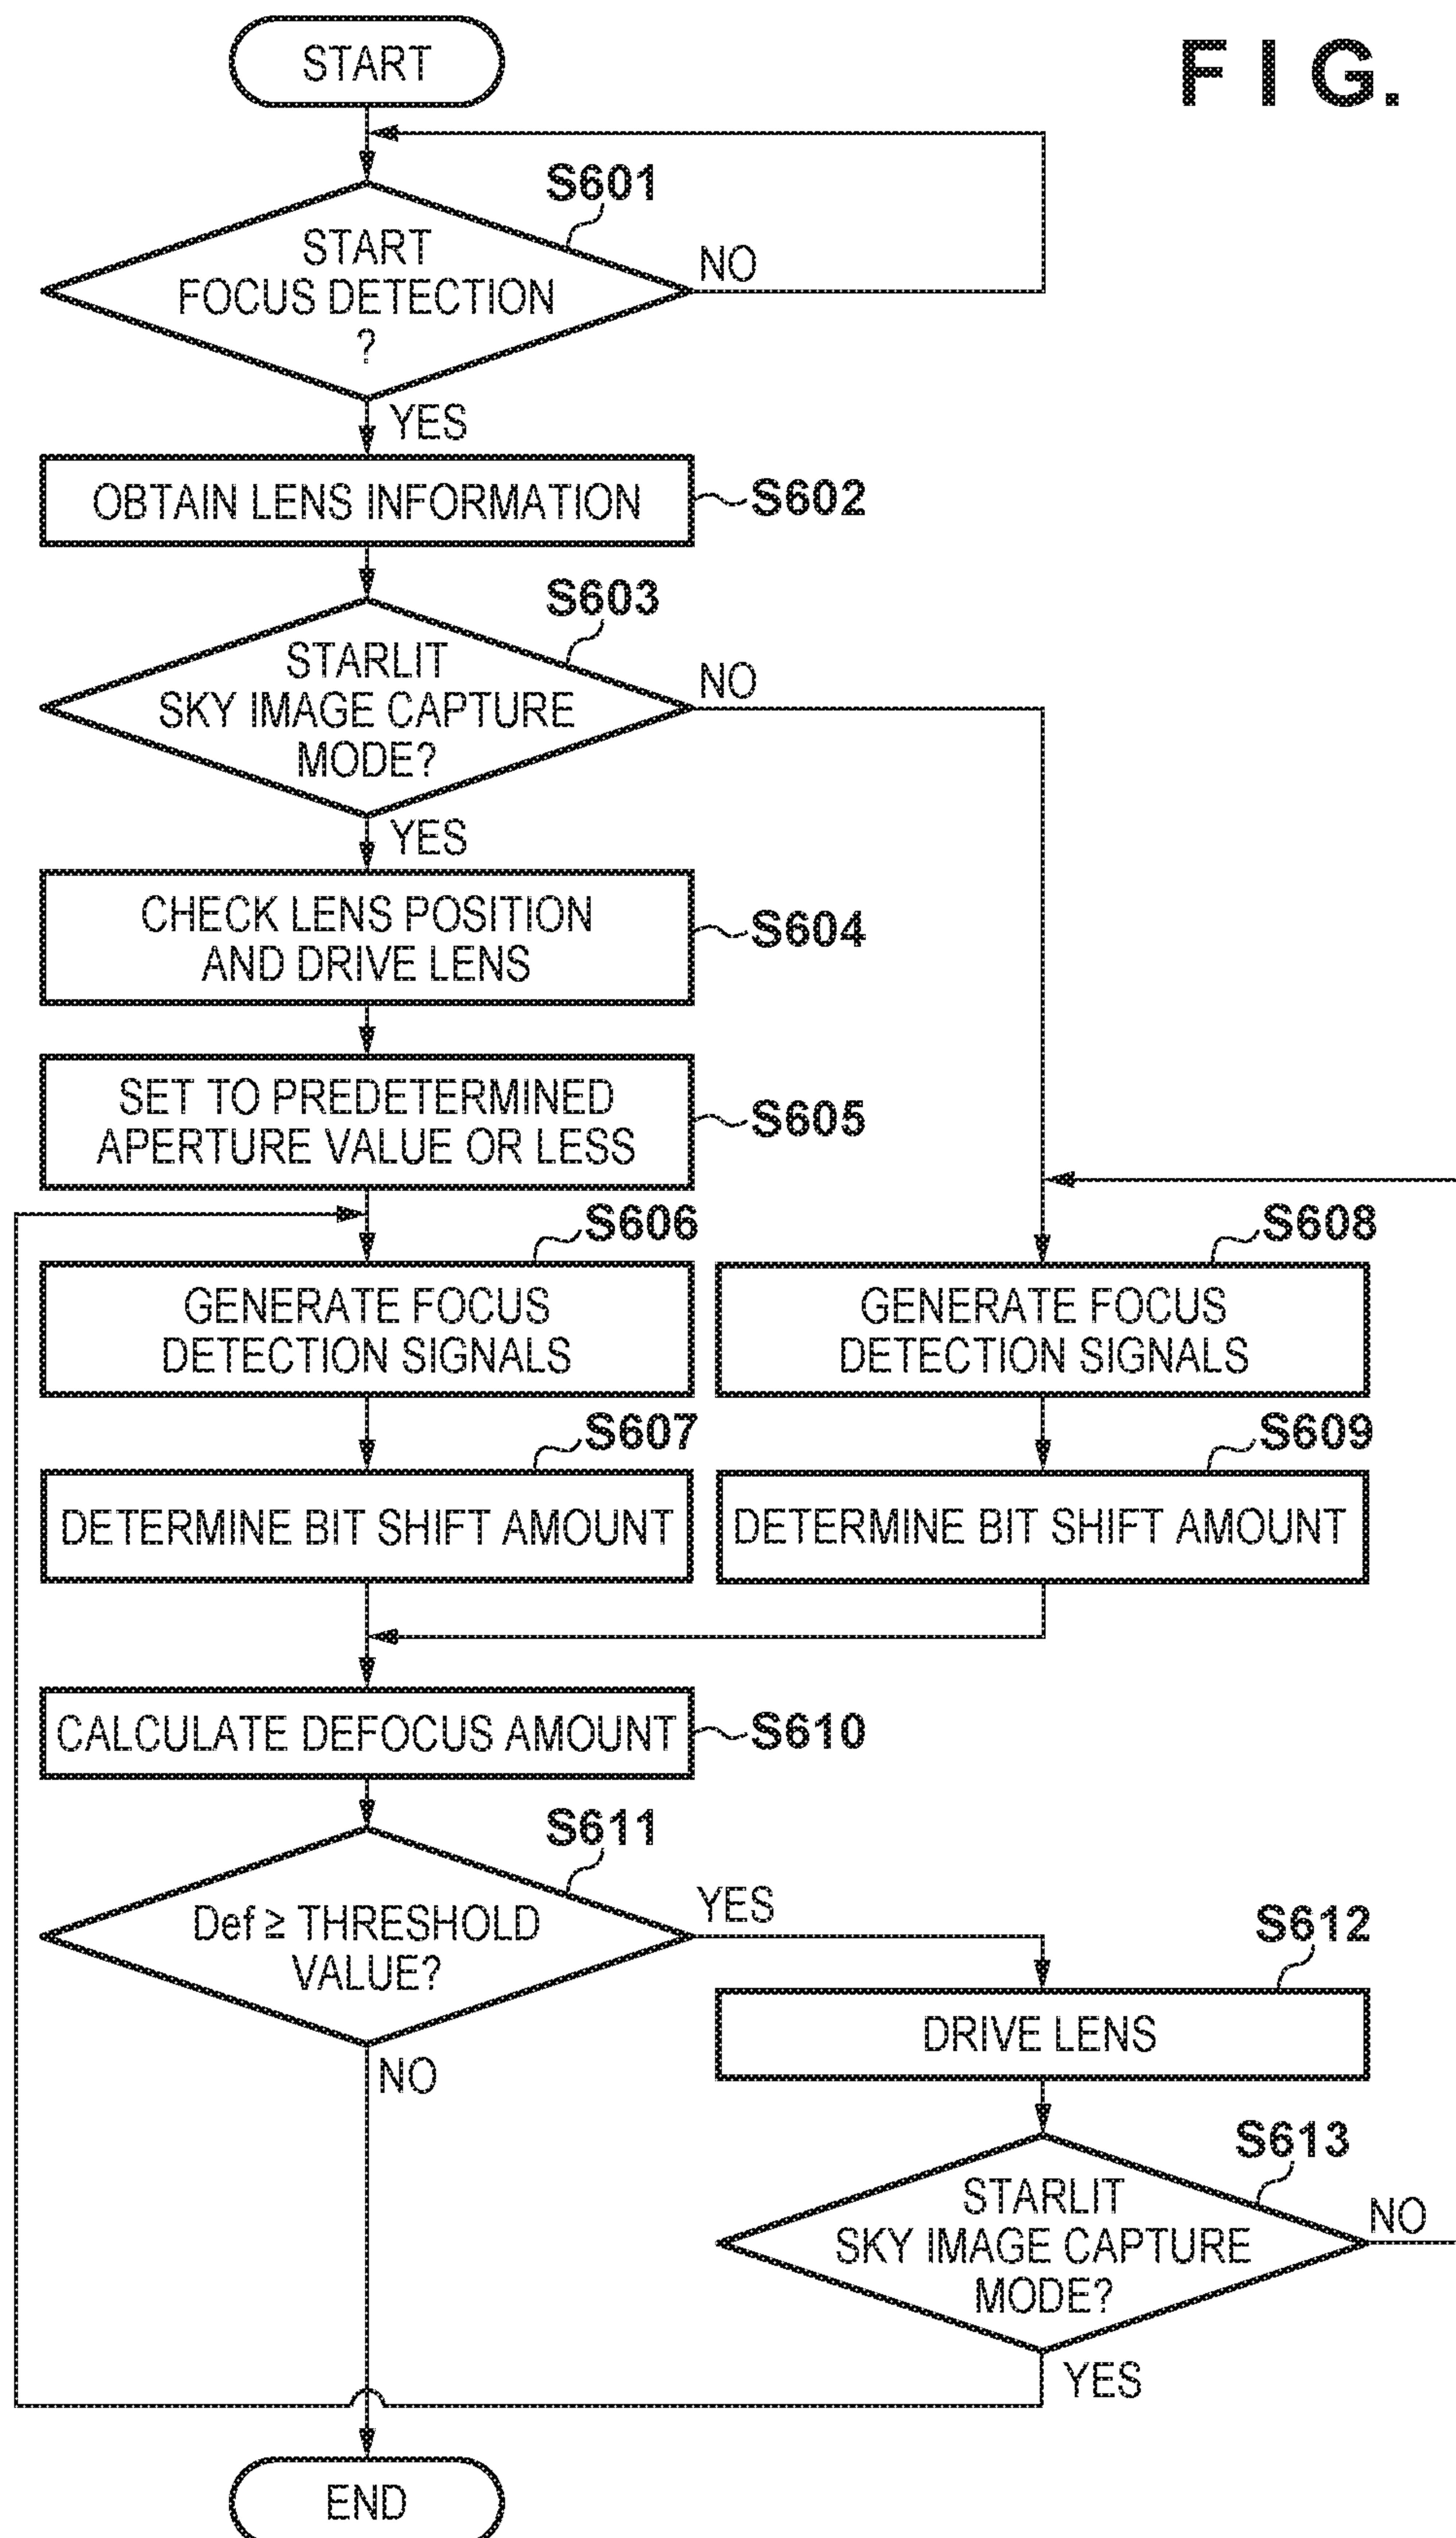 START
F I G.
S601
START
FOCUS DETECTION
?
NO
YES
OBTAIN LENS INFORMATION
S602
S603
STARLIT
SKY IMAGE CAPTURE
MODE?
NO
YES
CHECK LENS POSITION
AND DRIVE LENS
S604
SET TO PREDETERMINED
APERTURE VALUE OR LESS
S605
S606
GENERATE FOCUS
DETECTION SIGNALS
S608
GENERATE FOCUS
DETECTION SIGNALS
S607
DETERMINE BIT SHIFT AMOUNT
S609
DETERMINE BIT SHIFT AMOUNT
CALCULATE DEFOCUS AMOUNT
S610
S611
Def ≥ THRESHOLD
VALUE?
YES
NO
S612
DRIVE LENS
S613
STARLIT
SKY IMAGE CAPTURE
MODE?
NO
YES
END